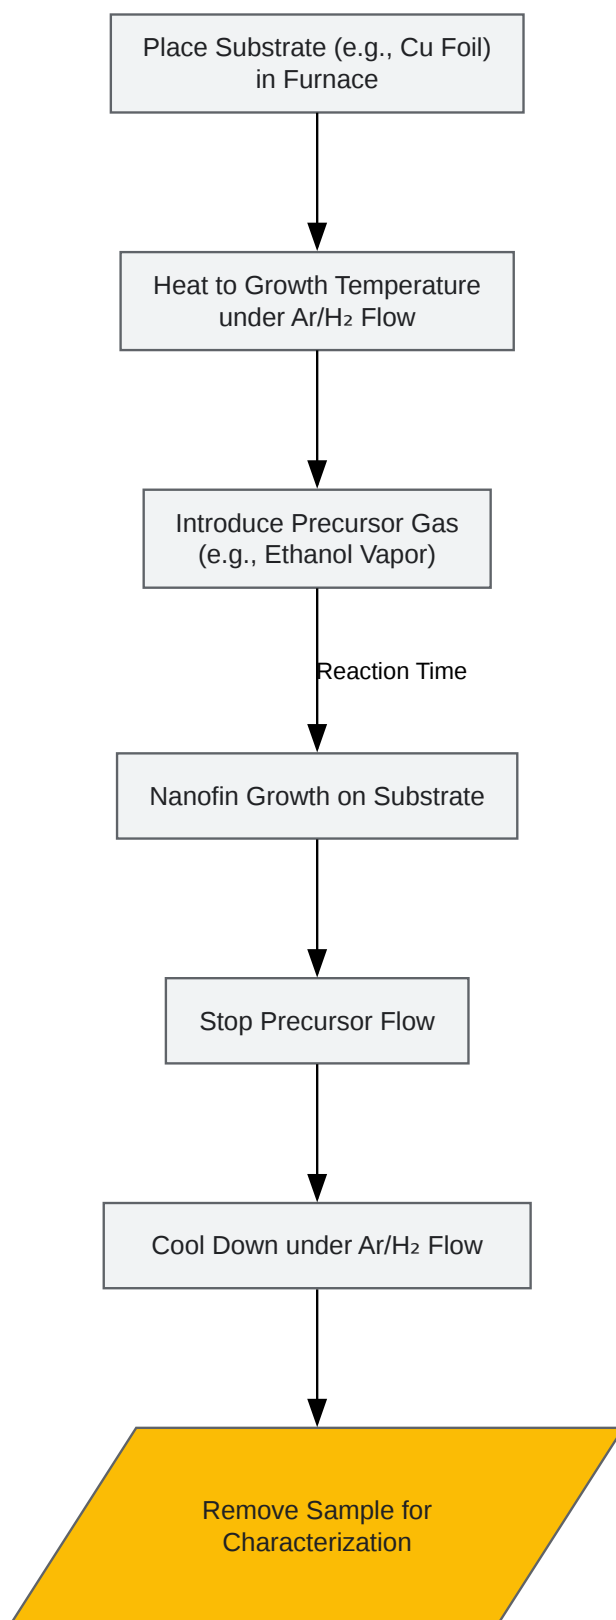 Place Substrate (e.g., Cu Foil)
in Furnace
Heat to Growth Temperature
under Ar/H₂ Flow
Introduce Precursor Gas
(e.g., Ethanol Vapor)
Reaction Time
Nanofin Growth on Substrate
Stop Precursor Flow
Cool Down under Ar/H₂ Flow
Remove Sample for
Characterization